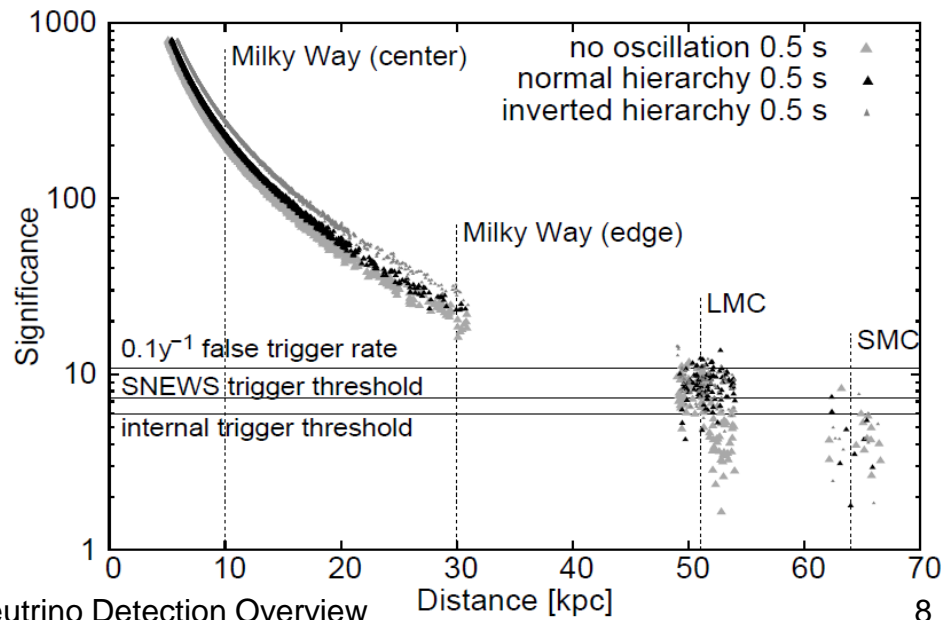 1000
100
10
1
Significance
Milky Way (center)
no oscillation 0.5 s
normal hierarchy 0.5 s
inverted hierarchy 0.5 s
Milky Way (edge)
LMC
SMC
0.1y⁻¹ false trigger rate
SNEWS trigger threshold
internal trigger threshold
0 10 20 30 40 50 60 70
Distance [kpc]
Detection Overview
8